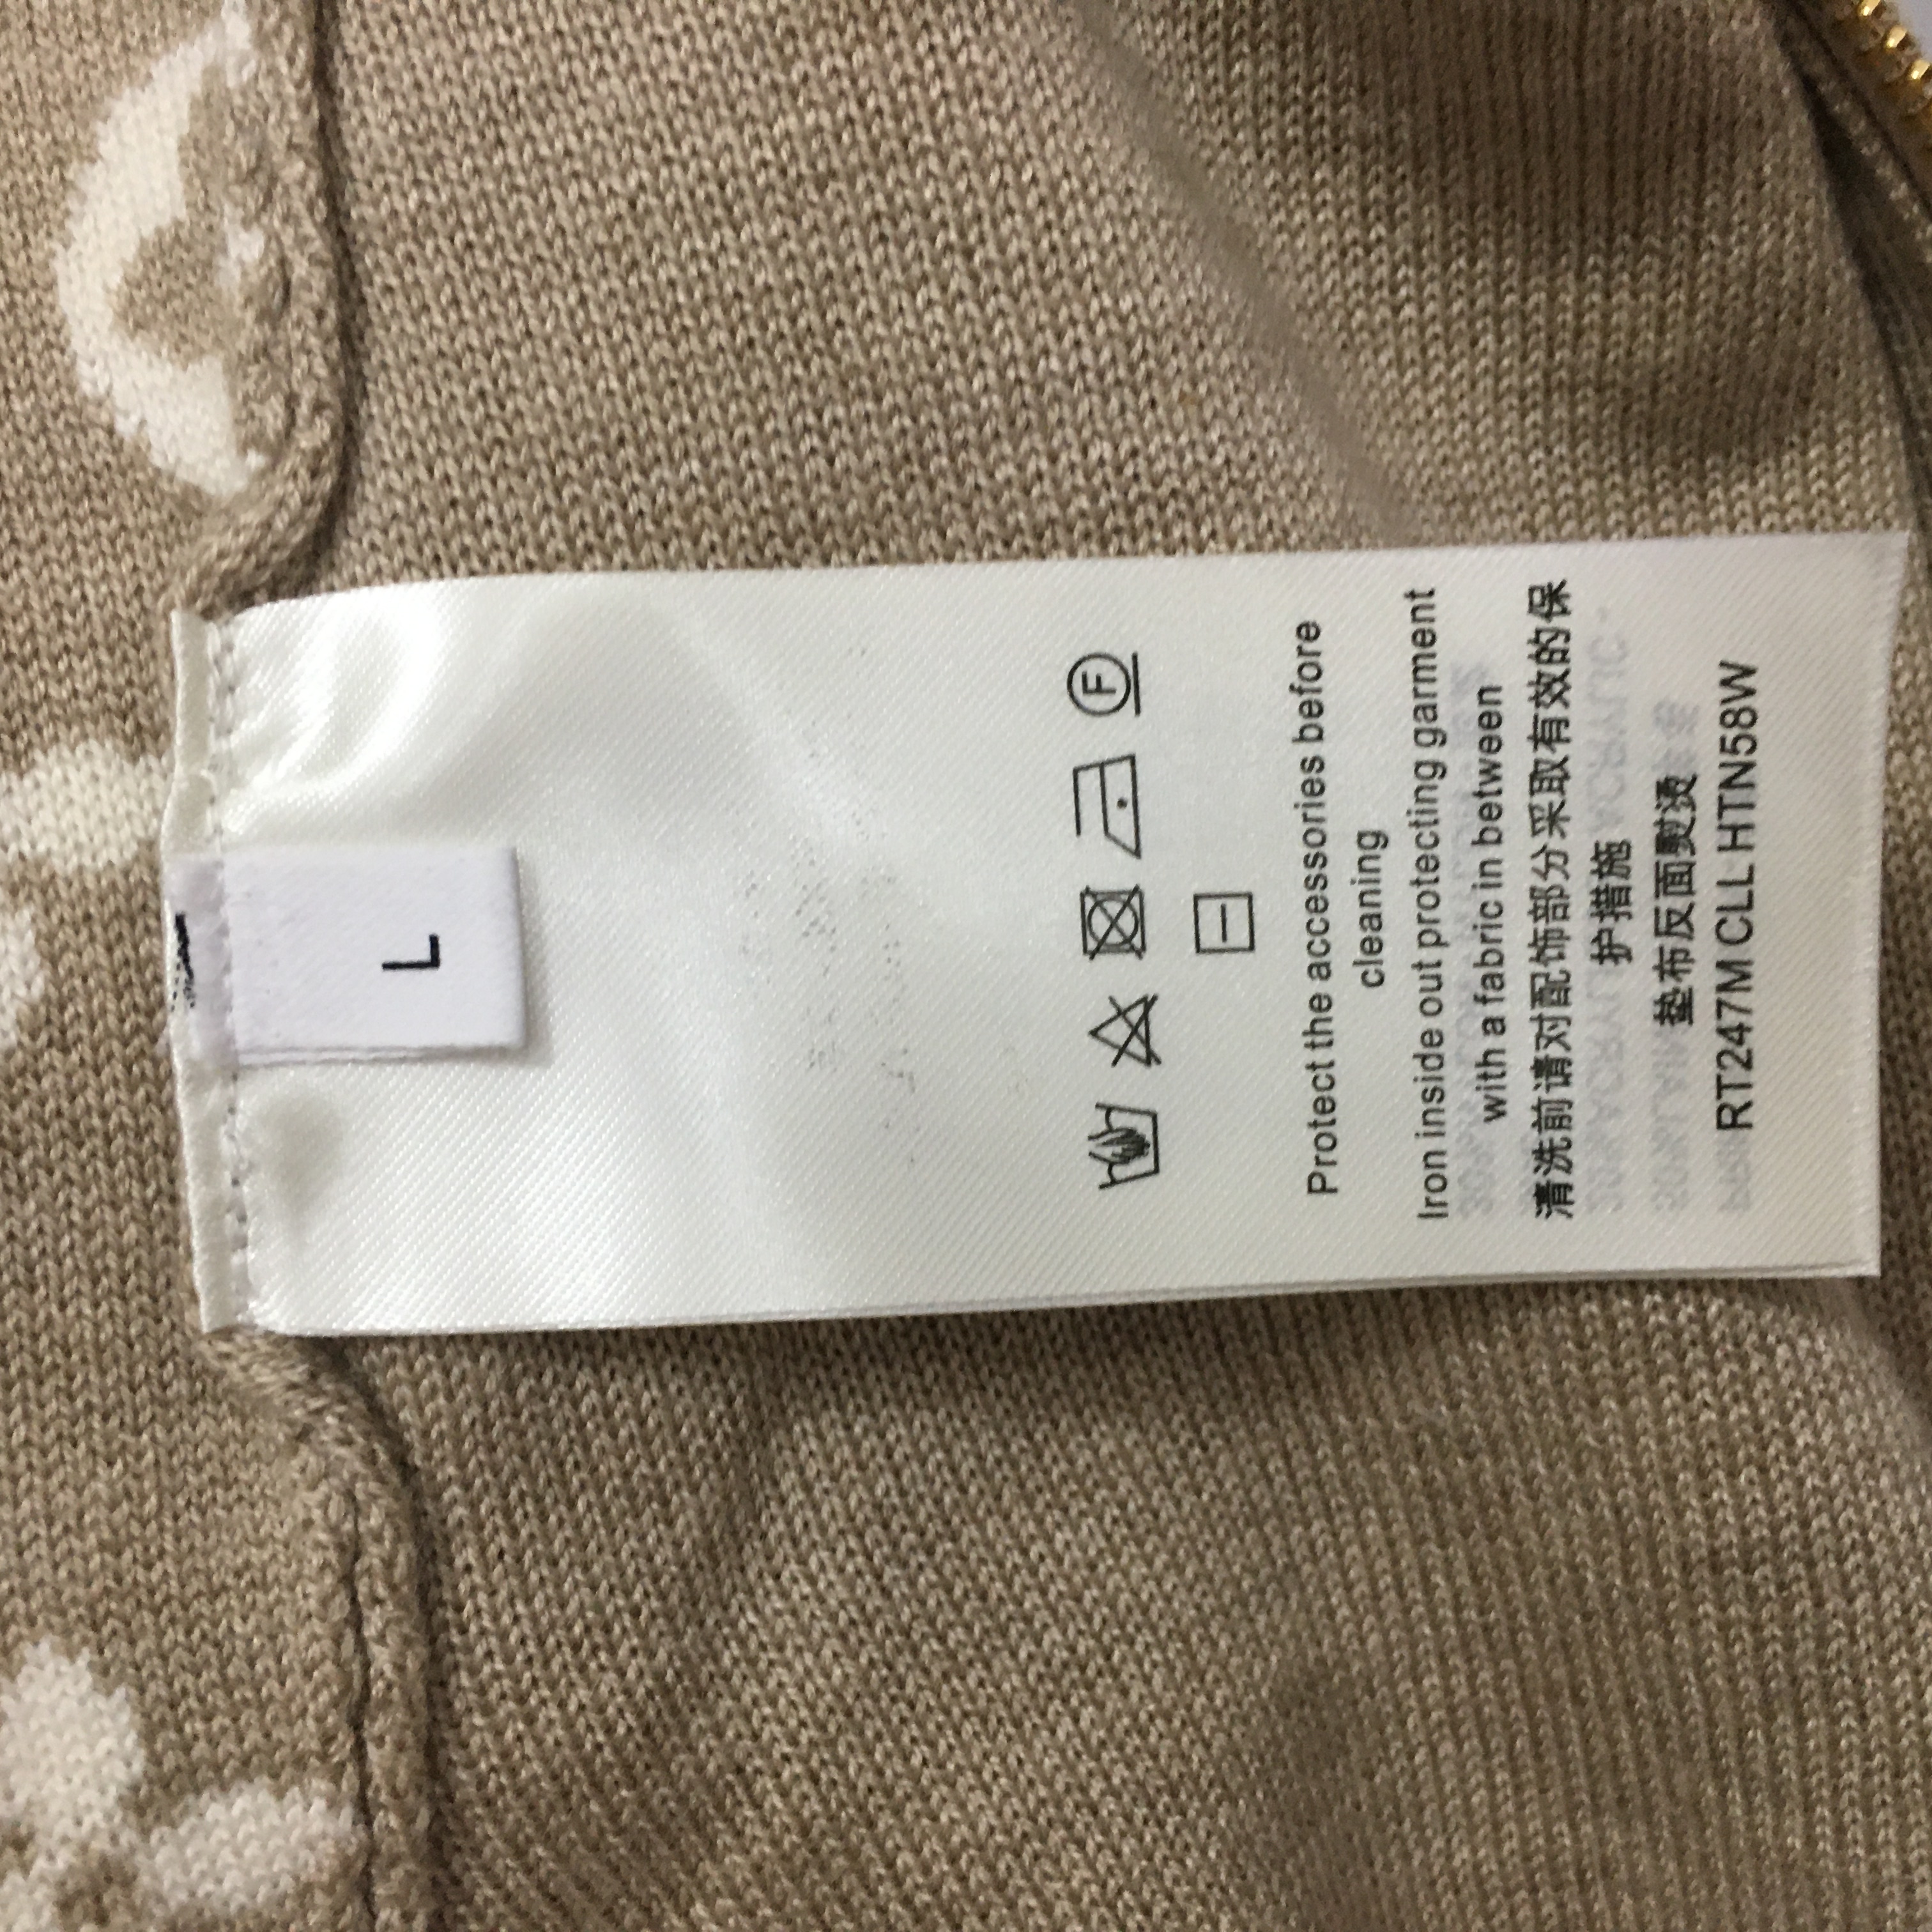 L
F
Protect the accessories before
cleaning
Iron inside out protecting garment
with a fabric in between
清洗前请对配饰部分采取有效的保
护措施
垫布反面熨烫
RT247M CLL HTN58W